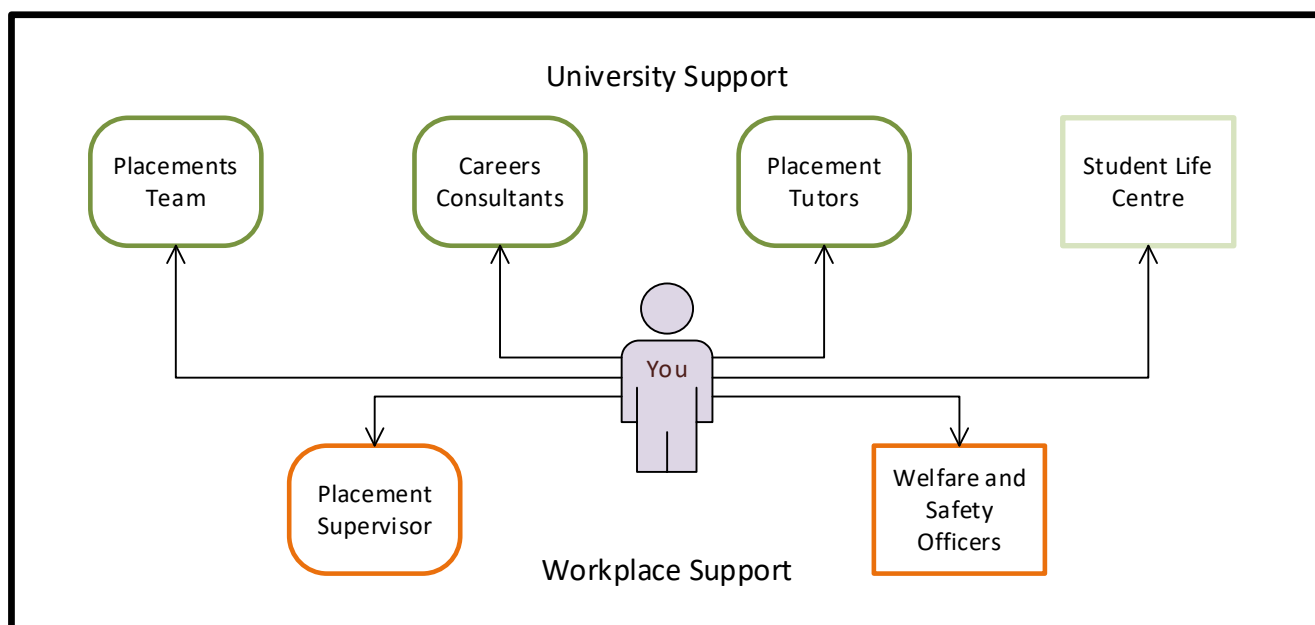 University Support
Placements
Team
Careers
Consultants
Placement
Tutors
Student Life
Centre
You
Placement
Supervisor
Welfare and
Safety
Officers
Workplace Support